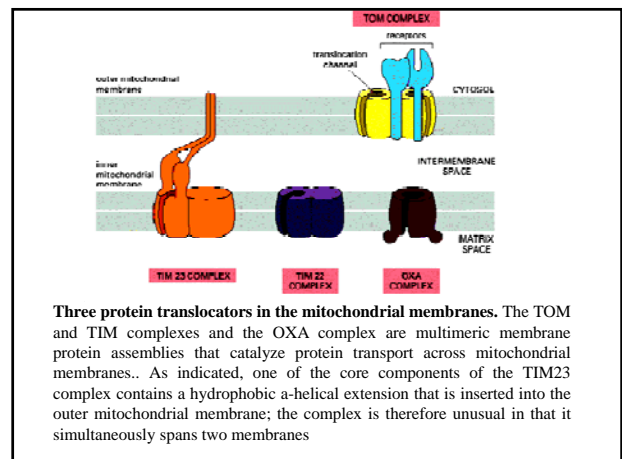 TOM COMPLEX
receptors
translocation
channel
outer mitochondrial
membrane
CYTOSOL
INTERMEMBRANE
SPACE
inner
mitochondrial
membrane
MATRIX
SPACE
TIM 23 COMPLEX
TIM 22
COMPLEX
OXA
COMPLEX
Three protein translocators in the mitochondrial membranes. The TOM
and TIM complexes and the OXA complex are multimeric membrane
protein assemblies that catalyze protein transport across mitochondrial
membranes.. As indicated, one of the core components of the TIM23
complex contains a hydrophobic a-helical extension that is inserted into the
outer mitochondrial membrane; the complex is therefore unusual in that it
simultaneously spans two membranes